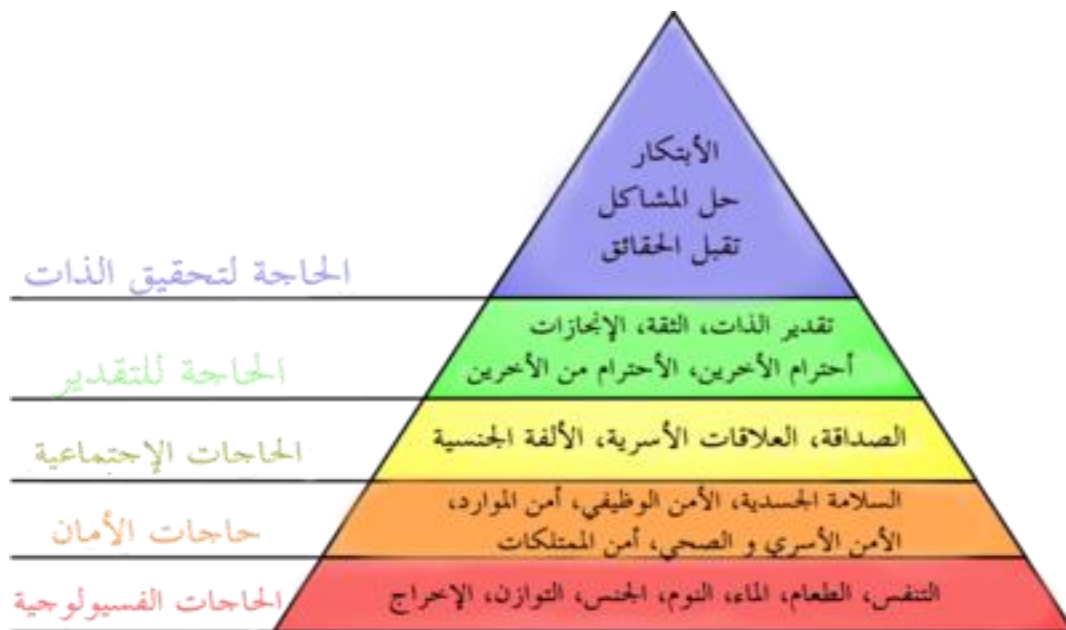 الأبتكار
حل المشاكل
تقبل الحقائق
الحاجة لتحقيق الذات
تقدير الذات، الثقة، الإنجازات
أحترام الأخرين، الأحترام من الأخرين
الحاجة للتقدير
الصداقة، العلاقات الأسرية، الألفة الجنسية
الحاجات الإجتماعية
السلامة الجسدية، الأمن الوظيفي، أمن الموارد،
الأمن الأسري و الصحي، أمن الممتلكات
حاجات الأمان
التنفس، الطعام، الماء، النوم، الجنس، التوازن، الإخراج
الحاجات الفسيولوجية